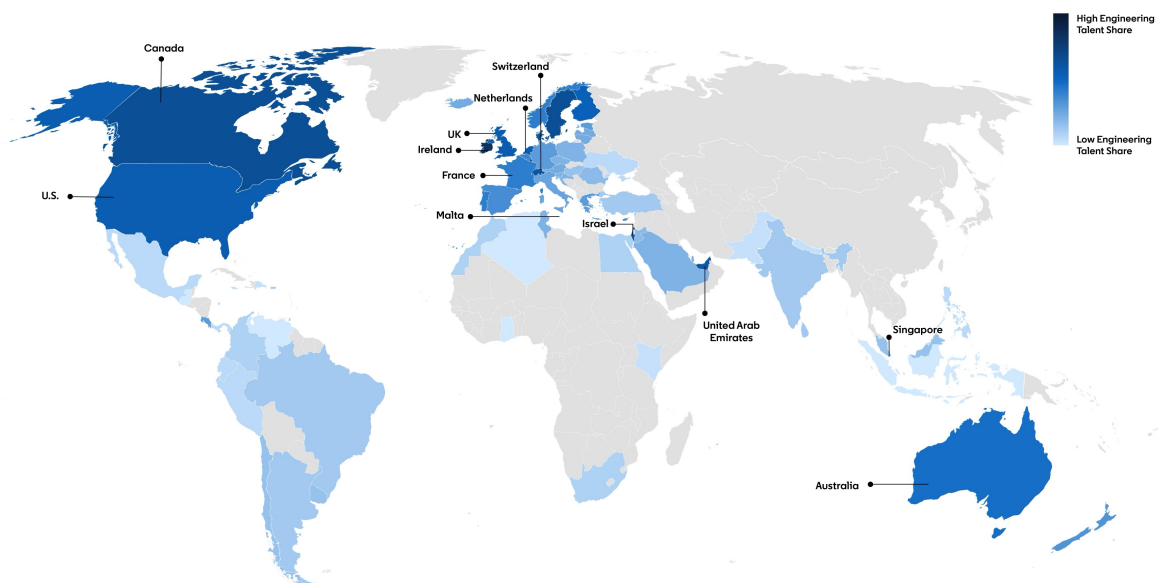 High Engineering
Talent Share
Canada
Switzerland
Netherlands
UK
Low Engineering
Talent Share
Ireland
France
U.S.
Malta
Israel
United Arab
Emirates
Singapore
Australia